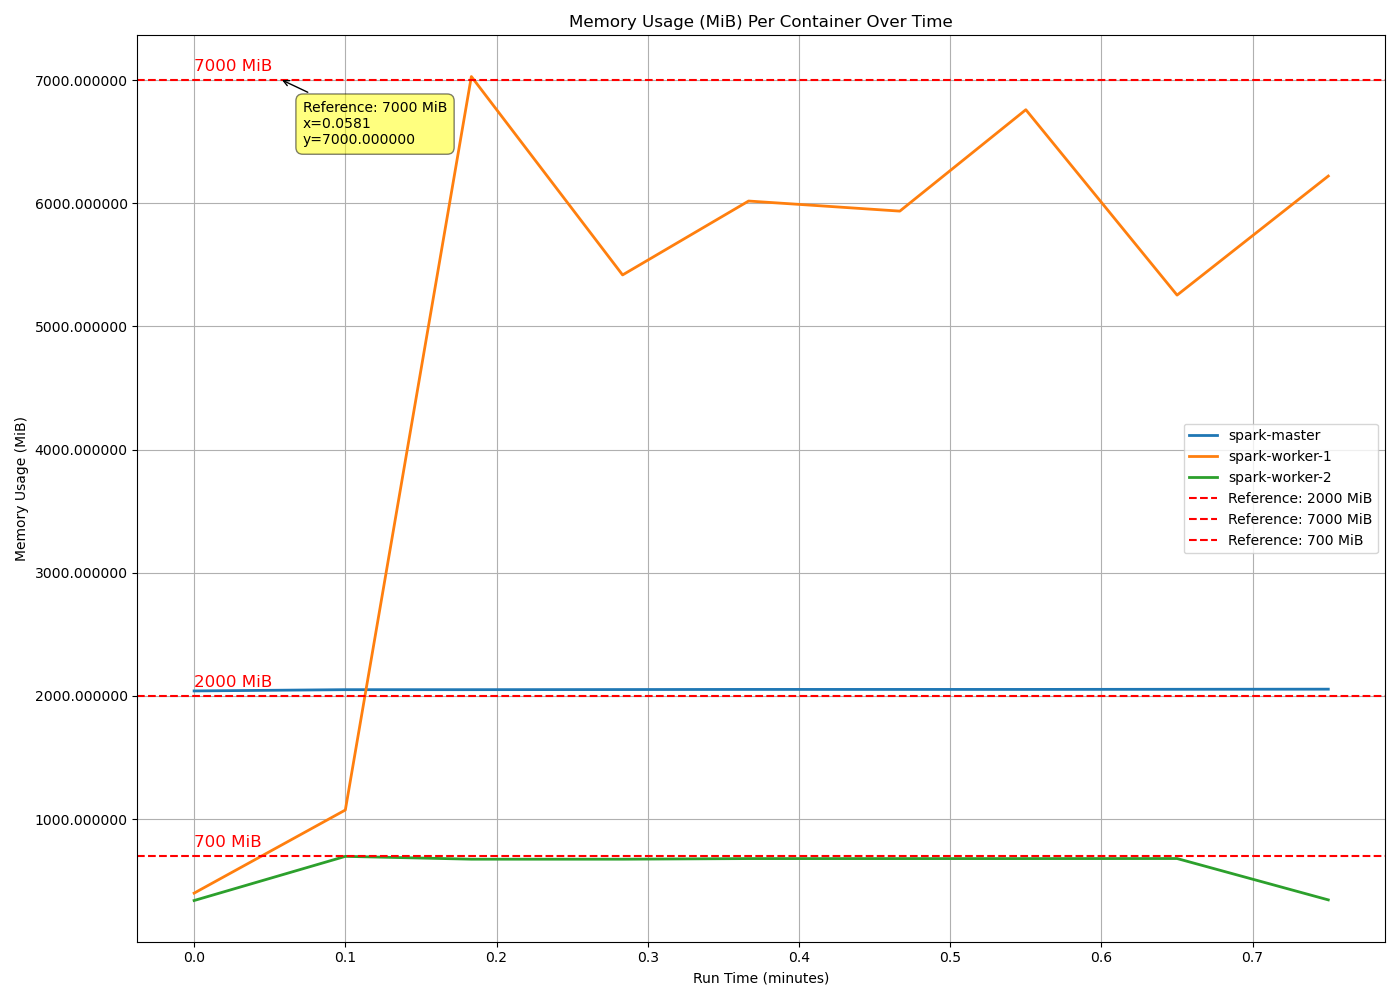 Memory Usage (MiB) Per Container Over Time
7000 MiB
7000.000000
Reference: 7000 MiB
x=0.0581
y=7000.000000
6000.000000
5000.000000
4000.000000
3000.000000
2000 MiB
2000.000000
1000.000000
700 MiB
Memory Usage (MiB)
spark-master
spark-worker-1
spark-worker-2
Reference: 2000 MiB
Reference: 7000 MiB
Reference: 700 MiB
0.0 0.1 0.2 0.3 0.4 0.5 0.6 0.7
Run Time (minutes)